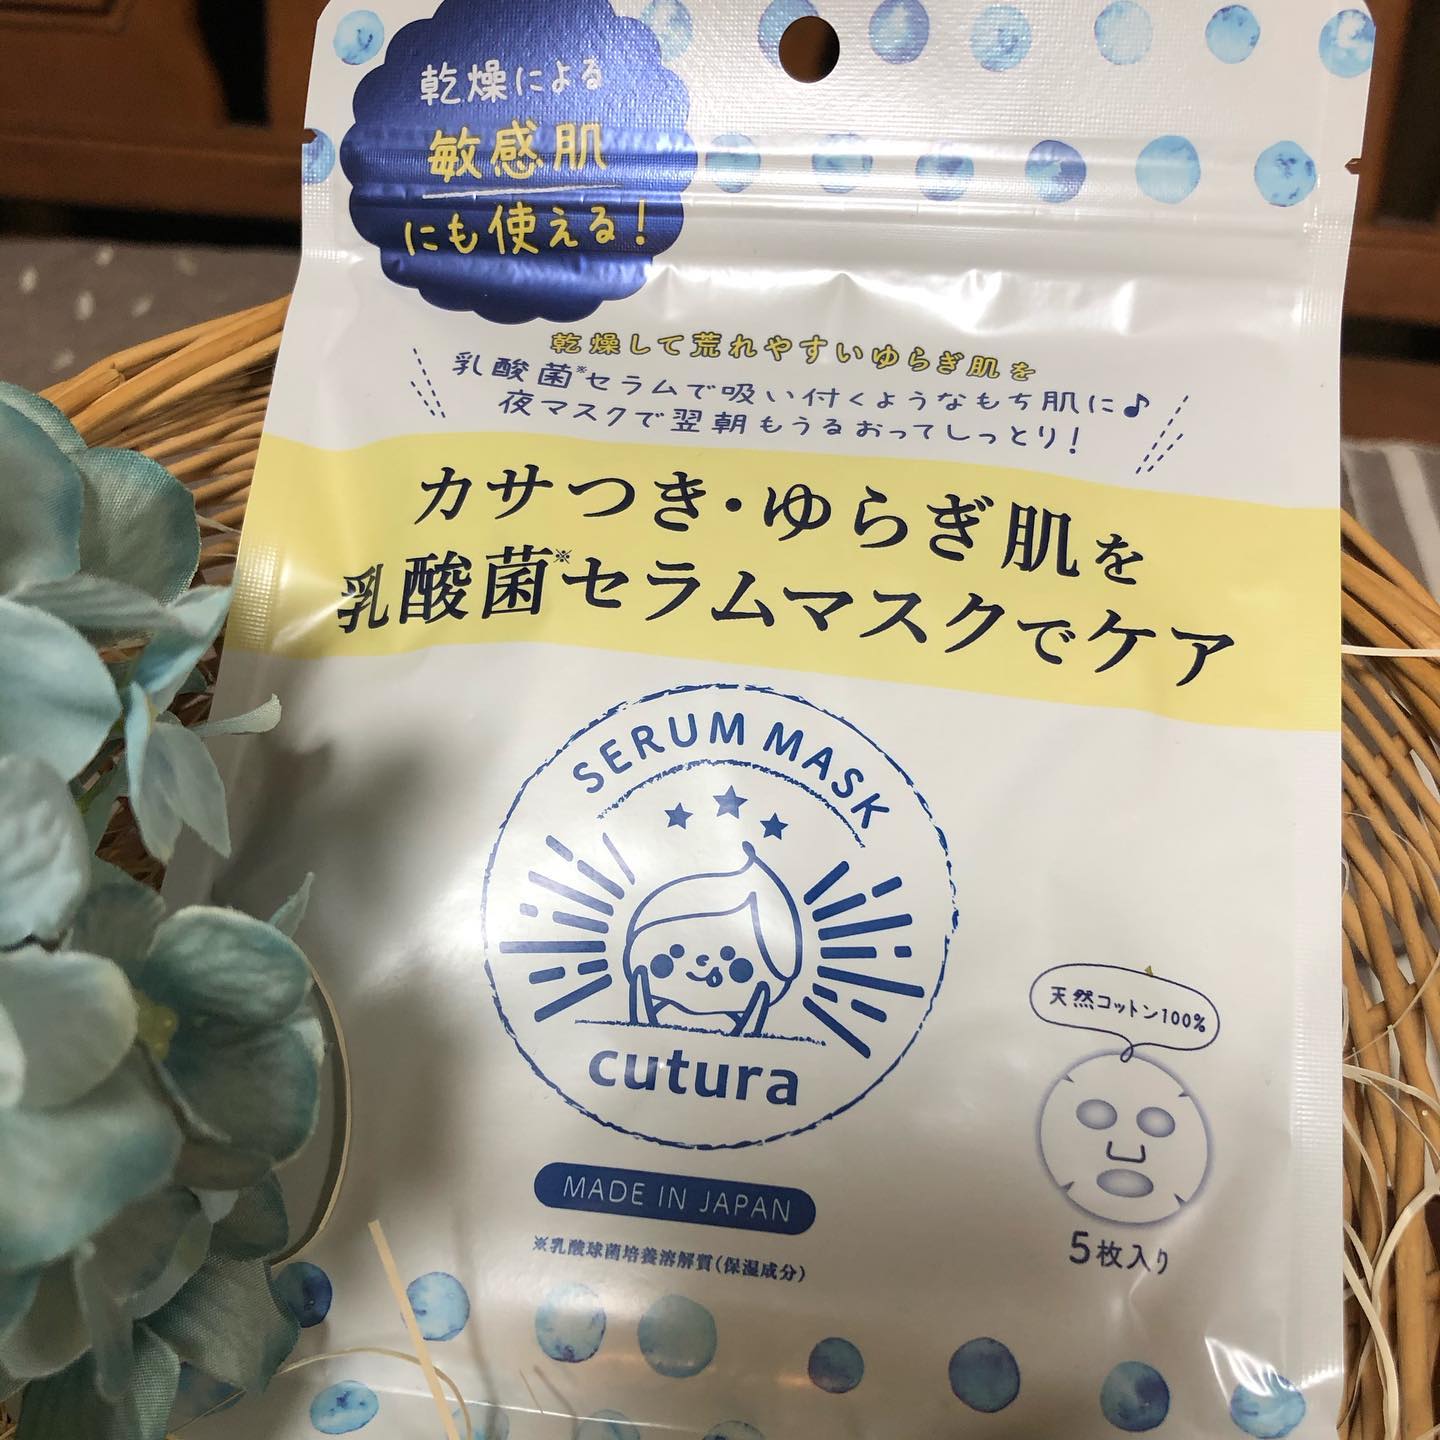 乾燥による
敏感肌
にも使える!
乾燥して荒れやすいゆらぎ肌を
乳酸菌※セラムで吸い付くようなもち肌に♪
夜マスクで翌朝もうるおってしっとり!
カサつき・ゆらぎ肌を
乳酸菌※セラムマスクでケア
SERUM MASK
cutura
MADE IN JAPAN
※乳酸球菌培養溶解質(保湿成分)
天然コットン100%
5枚入り